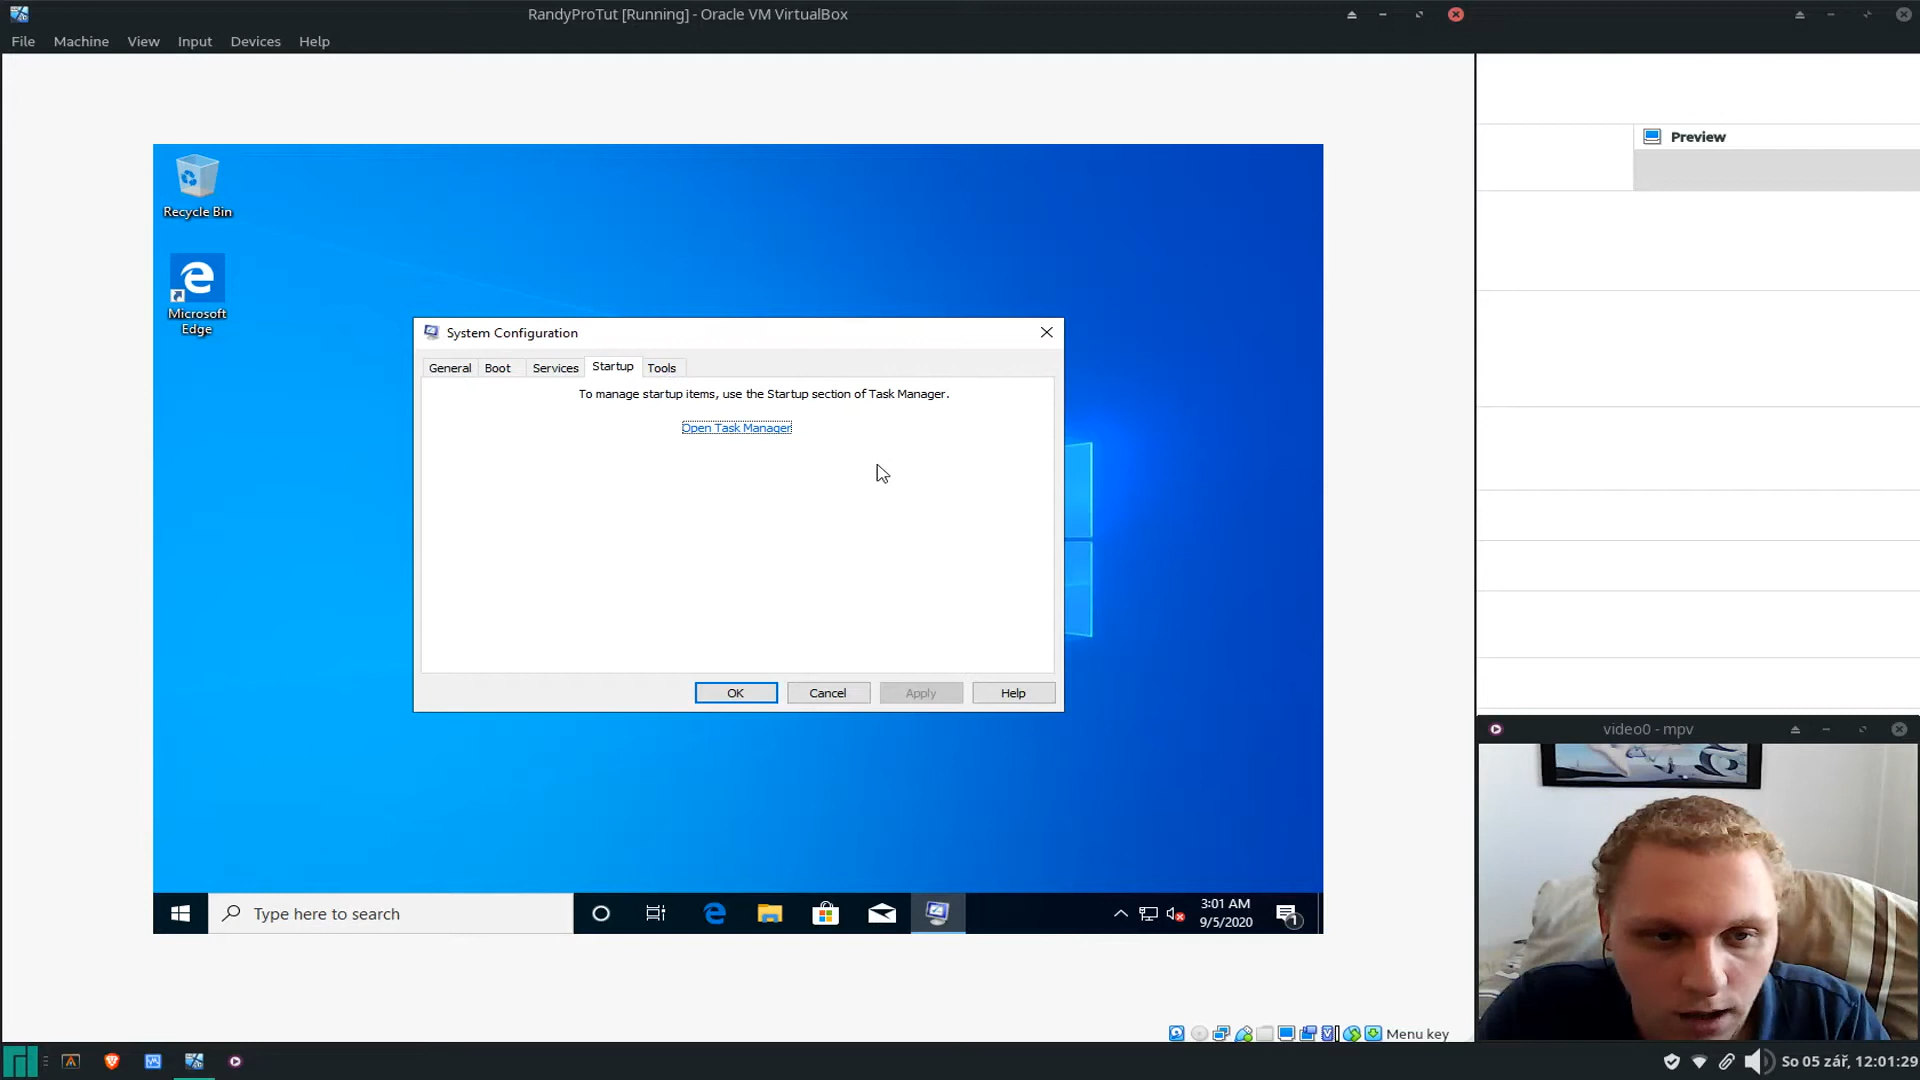 RandyProTut [Running] - Oracle VM VirtualBox
File Machine View Input Devices Help
Preview
Recycle Bin
Microsoft
Edge
System Configuration
General Boot Services Startup Tools
To manage startup items, use the Startup section of Task Manager.
Open Task Manager
OK Cancel Apply Help
video0 - mpv
Type here to search
3:01 AM
9/5/2020
1
Menu key
So 05 zář, 12:01:29